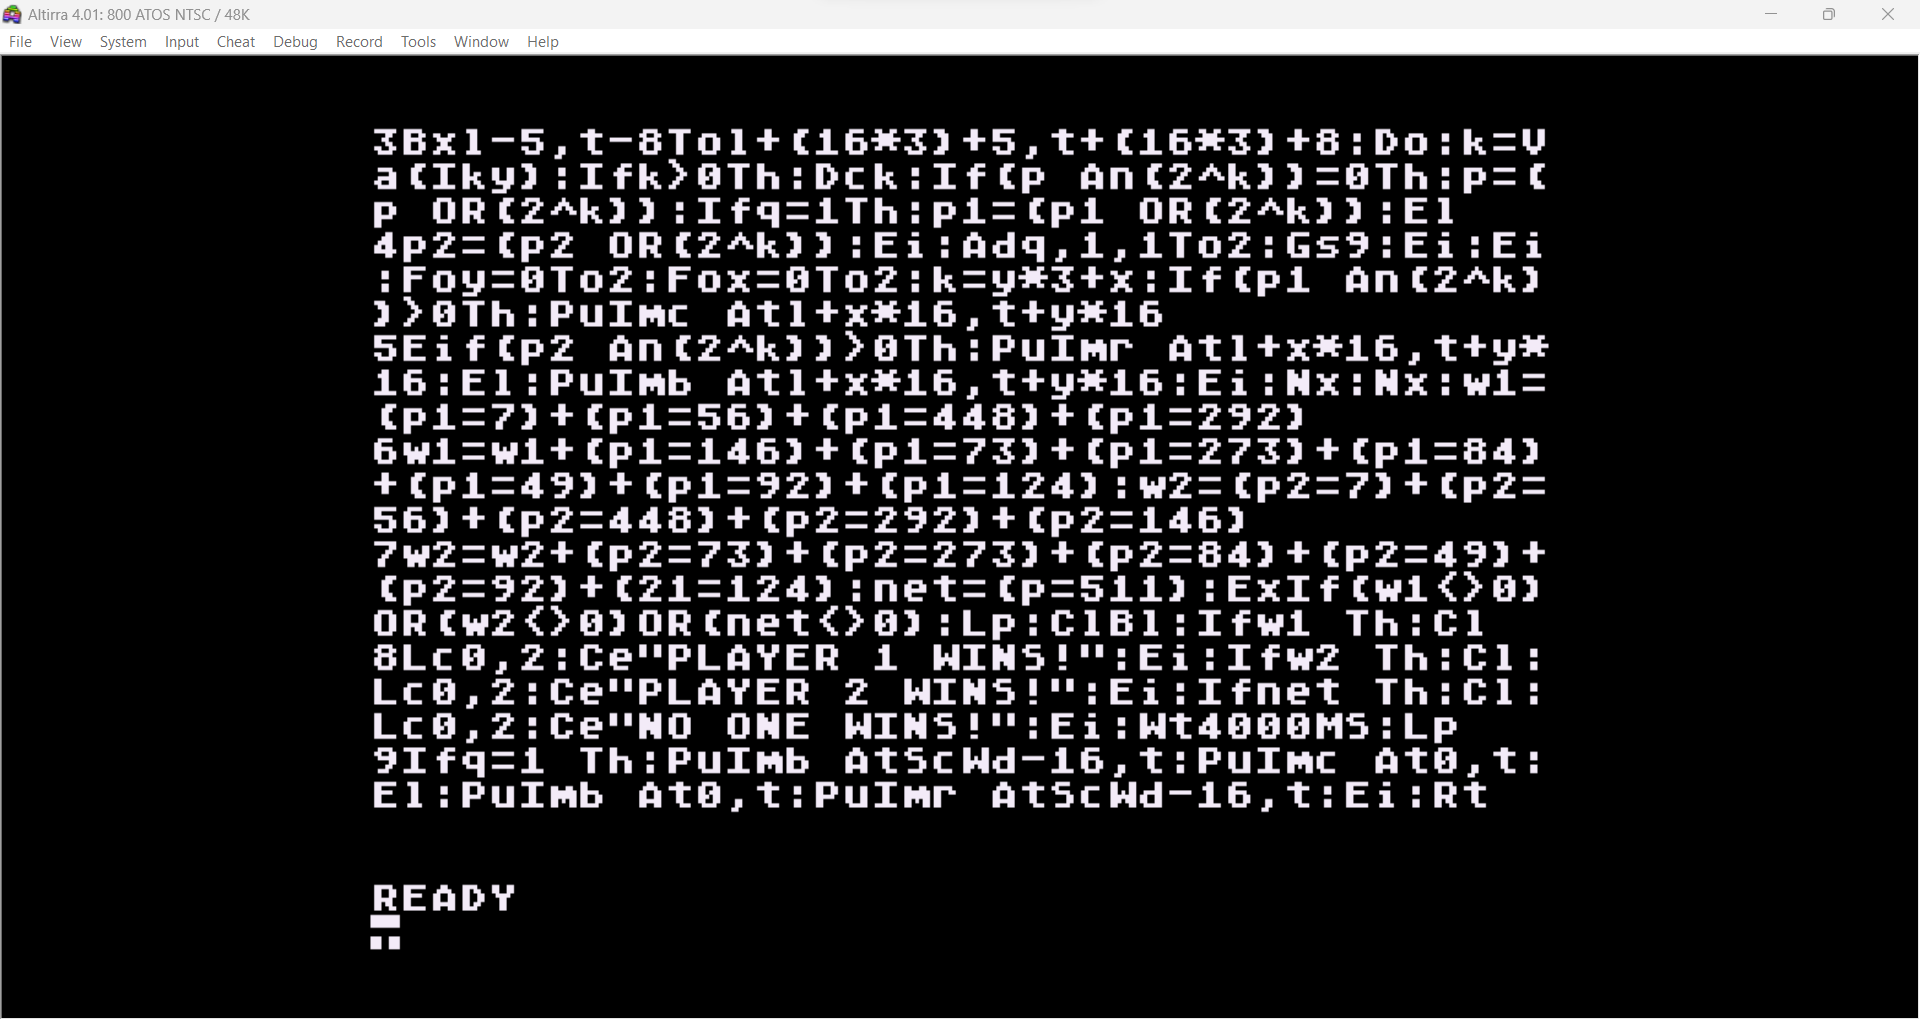 Altirra 4.01: 800 ATOS NTSC / 48K
File View System Input Cheat Debug Record Tools Window Help
3Bxl-5,t-8Tol+(16*3)+5,t+(16*3)+8:Do:k=V
a(Iky):Ifk>0Th:Dck:If(p An(2^k))=0Th:p=(
p OR(2^k)):Ifq=1Th:p1=(p1 OR(2^k)):El
4p2=(p2 OR(2^k)):Ei:Adq,1,1To2:Gs9:Ei:Ei
:Foy=0To2:Fox=0To2:k=y*3+x:If(p1 An(2^k)
)>0Th:PuImc Atl+x*16,t+y*16
5Eif(p2 An(2^k))>0Th:PuImr Atl+x*16,t+y*
16:El:PuImb Atl+x*16,t+y*16:Ei:Nx:Nx:w1=
(p1=7)+(p1=56)+(p1=448)+(p1=292)
6w1=w1+(p1=146)+(p1=73)+(p1=273)+(p1=84)
+(p1=49)+(p1=92)+(p1=124):w2=(p2=7)+(p2=
56)+(p2=448)+(p2=292)+(p2=146)
7w2=w2+(p2=73)+(p2=273)+(p2=84)+(p2=49)+
(p2=92)+(21=124):net=(p=511):ExIf(w1<>0)
OR(w2<>0)OR(net<>0):Lp:ClBl:Ifw1 Th:Cl
8Lc0,2:Ce"PLAYER 1 WINS!":Ei:Ifw2 Th:Cl:
Lc0,2:Ce"PLAYER 2 WINS!":Ei:Ifnet Th:Cl:
Lc0,2:Ce"NO ONE WINS!":Ei:Wt4000MS:Lp
9Ifq=1 Th:PuImb AtScWd-16,t:PuImc At0,t:
El:PuImb At0,t:PuImr AtScWd-16,t:Ei:Rt
READY